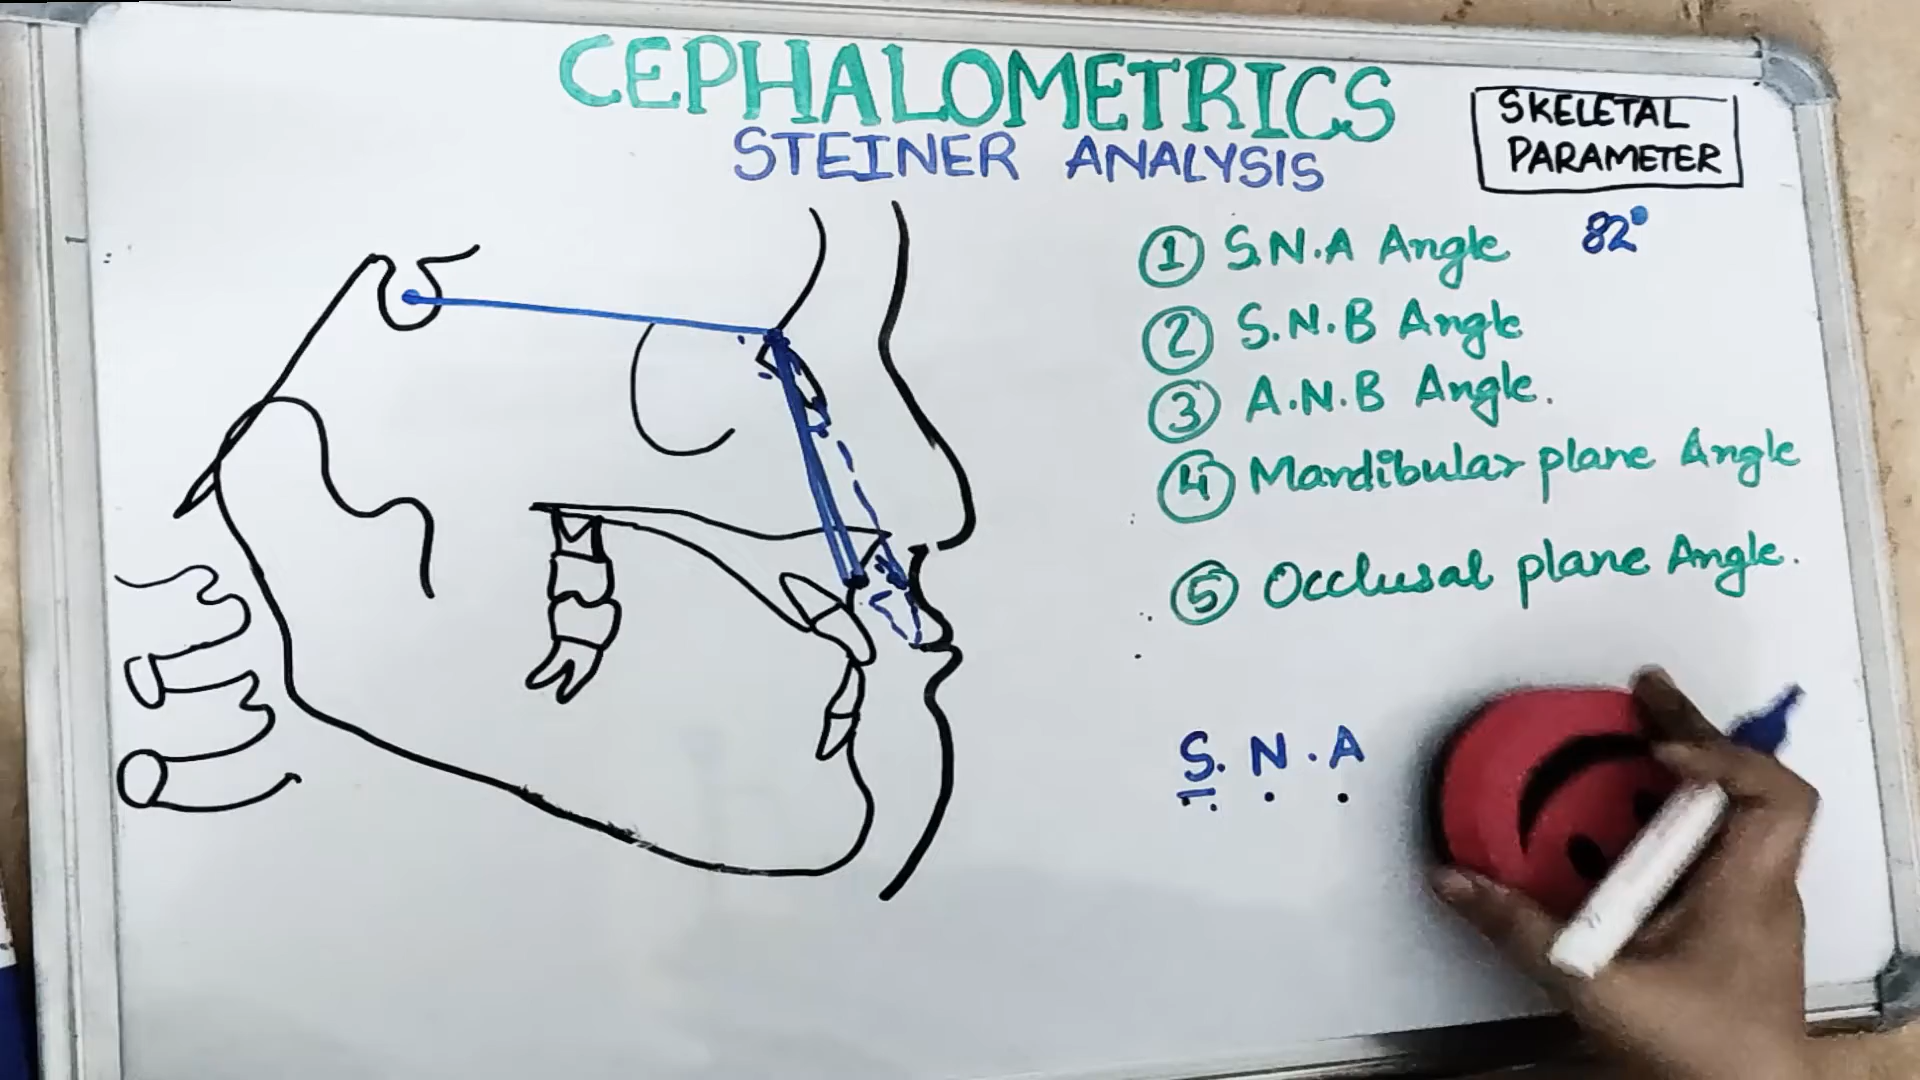 CEPHALOMETRICS
STEINER ANALYSIS
SKELETAL
PARAMETER
① S.N.A Angle 82°
② S.N.B Angle
③ A.N.B Angle.
④ Mandibular plane Angle
⑤ Occlusal plane Angle.
S. N. A